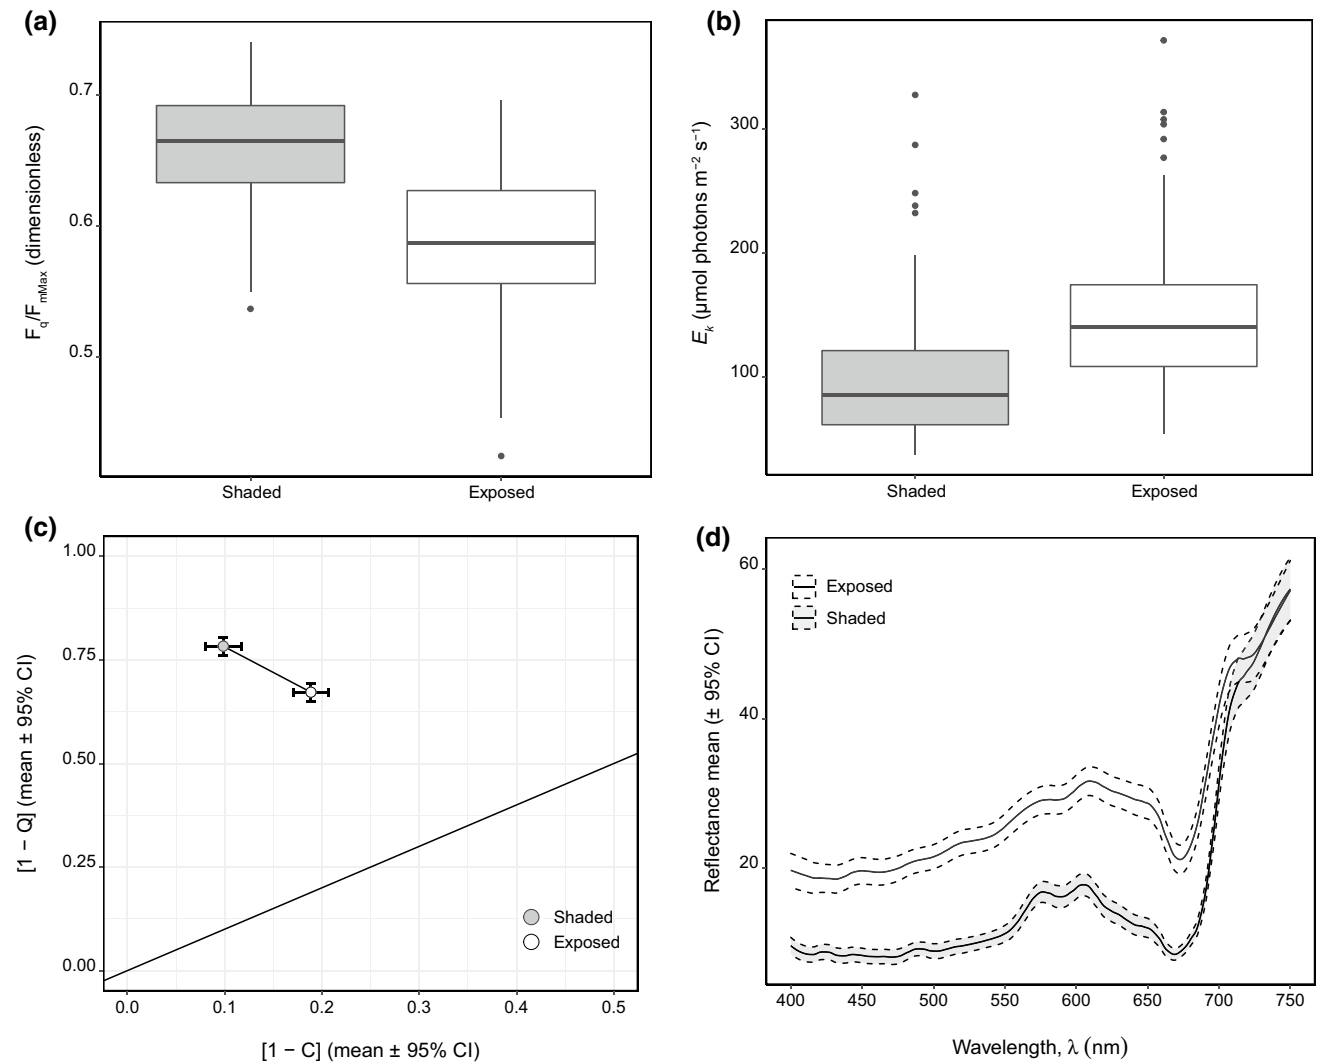 (a)
F_q/F_mMax (dimensionless)
0.7
0.6
0.5
Shaded
Exposed
(b)
E_k (μmol photons m⁻² s⁻¹)
300
200
100
Shaded
Exposed
(c)
[1 − Q] (mean ± 95% CI)
1.00
0.75
0.50
0.25
0.00
Shaded
Exposed
0.0
0.1
0.2
0.3
0.4
0.5
[1 − C] (mean ± 95% CI)
(d)
Reflectance mean (± 95% CI)
60
40
20
Exposed
Shaded
400
450
500
550
600
650
700
750
Wavelength, λ (nm)